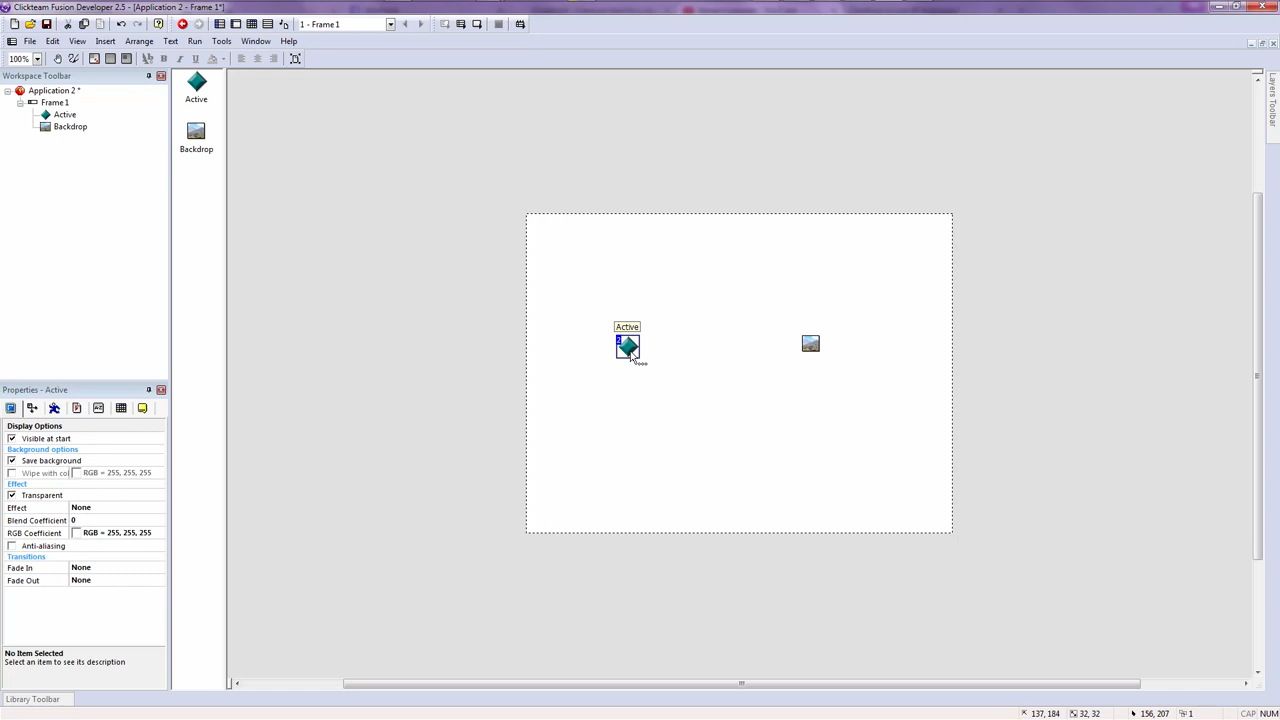 Clickteam Fusion Developer 2.5 - [Application 2 - Frame 1*]
1 - Frame 1
File Edit View Insert Arrange Text Run Tools Window Help
100%
Workspace Toolbar
Application 2 *
Frame 1
Active
Backdrop
Active
Backdrop
Layers Toolbar
Active
2
Properties - Active
Display Options
Visible at start
Background options
Save background
Wipe with col RGB = 255, 255, 255
Effect
Transparent
Effect None
Blend Coefficient 0
RGB Coefficient RGB = 255, 255, 255
Anti-aliasing
Transitions
Fade In None
Fade Out None
No Item Selected
Select an item to see its description
Library Toolbar
137, 184 32, 32 156, 207 1 CAP NUM